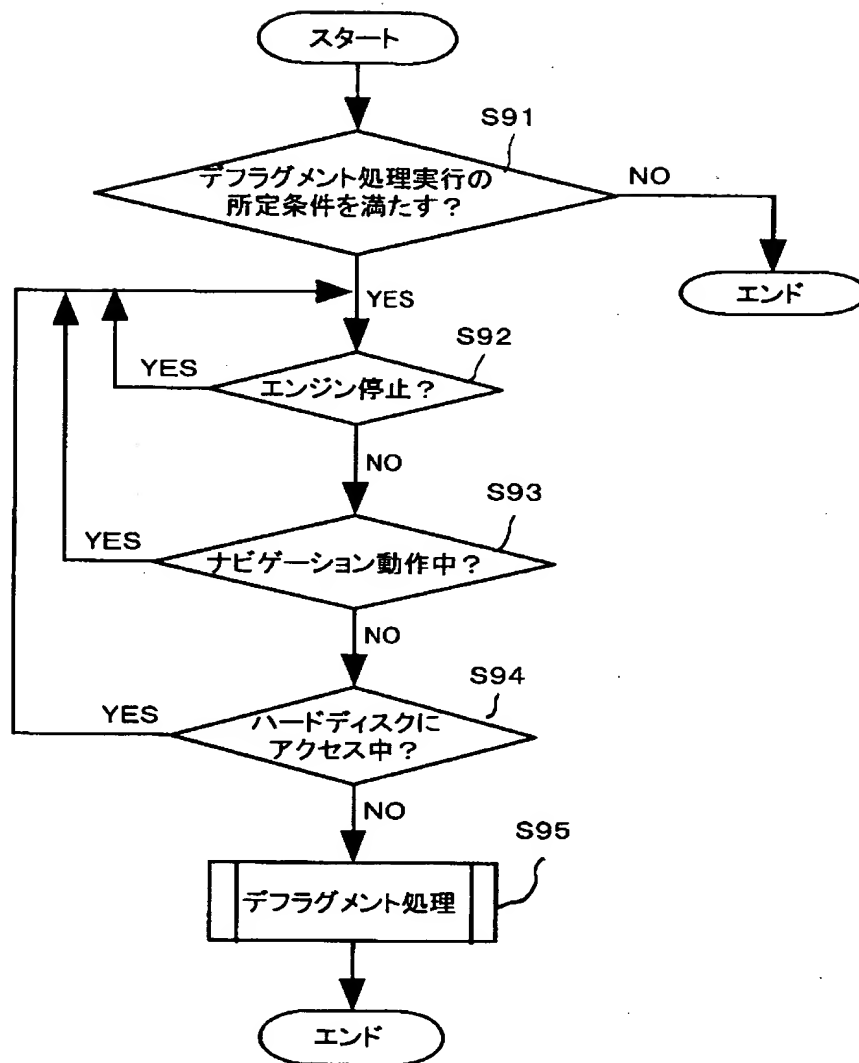 スタート
S91
デフラグメント処理実行の
所定条件を満たす？
NO
エンド
YES
S92
YES
エンジン停止？
NO
S93
YES
ナビゲーション動作中？
NO
S94
YES
ハードディスクに
アクセス中？
NO
S95
デフラグメント処理
エンド